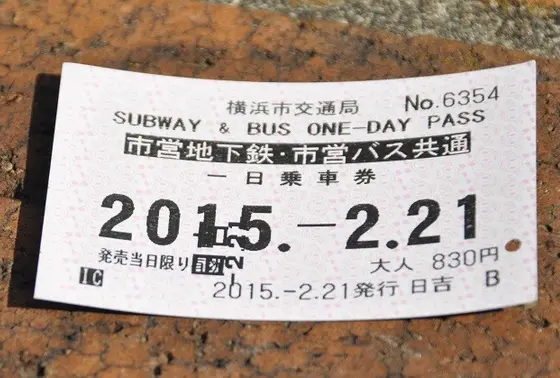 横浜市交通局 No.6354
SUBWAY & BUS ONE-DAY PASS
市営地下鉄・市営バス共通
一日乗車券
2015.-2.21
発売当日限り 大人 830円
IC 2015.-2.21発行 日吉 B